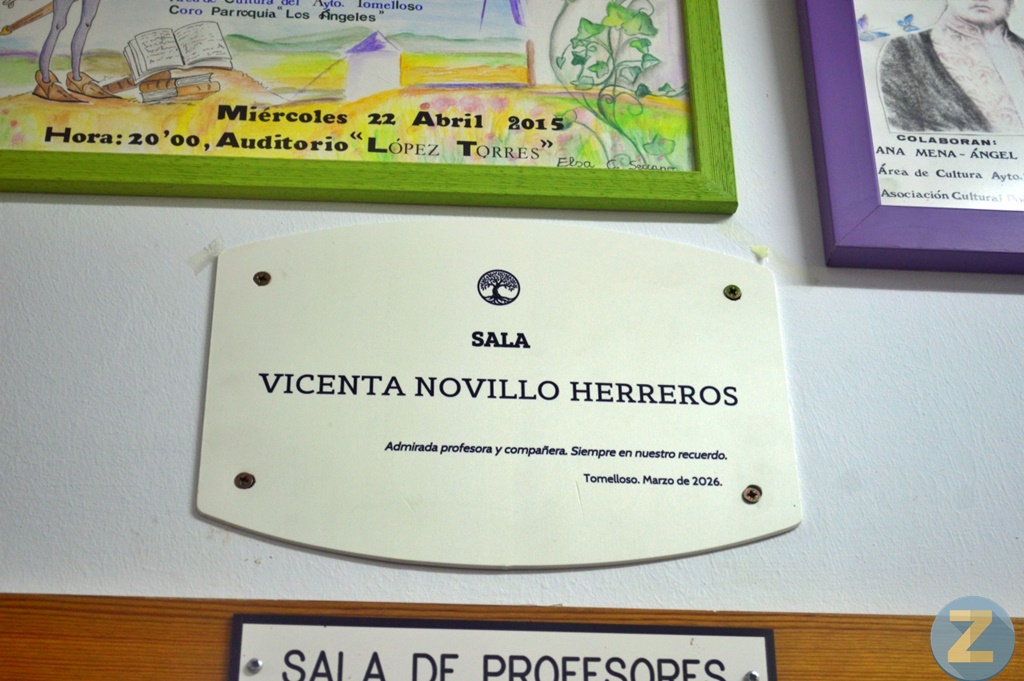 Área de Cultura del Ayto. Tomelloso
Coro Parroquia Los Ángeles"
Miércoles 22 Abril 2015
Hora: 20'00, Auditorio "LÓPEZ TORRES"
COLABORAN:
ANA MENA - ÁNGEL
Área de Cultura Ayto.
Asociación Cultural
SALA
VICENTA NOVILLO HERREROS
Admirada profesora y compañera. Siempre en nuestro recuerdo.
Tomelloso. Marzo de 2026.
SALA DE PROFESORES
Z